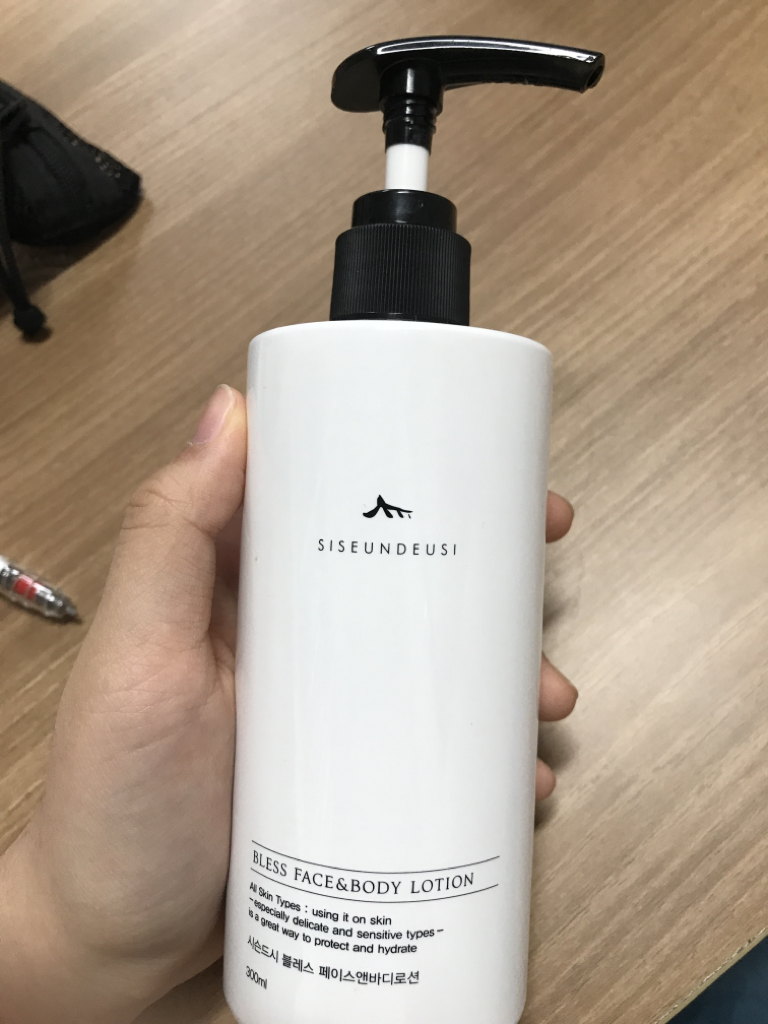 SISEUNDEUSI
BLESS FACE&BODY LOTION
All Skin Types : using it on skin
-especially delicate and sensitive types-
is a great way to protect and hydrate
시슨드시 블레스 페이스앤바디로션
300ml